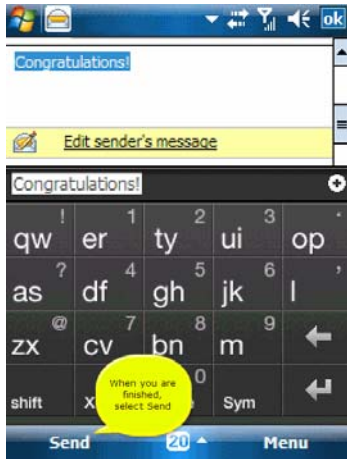 ok
Congratulations!
Edit sender's message
Congratulations!
! 1 2 3 .
qw er ty ui op
? 4 5 6 ,
as df gh jk l
@ 7 8 9
zx cv bn m
When you are
finished,
select Send
0
shift X Sym
Send 20 Menu